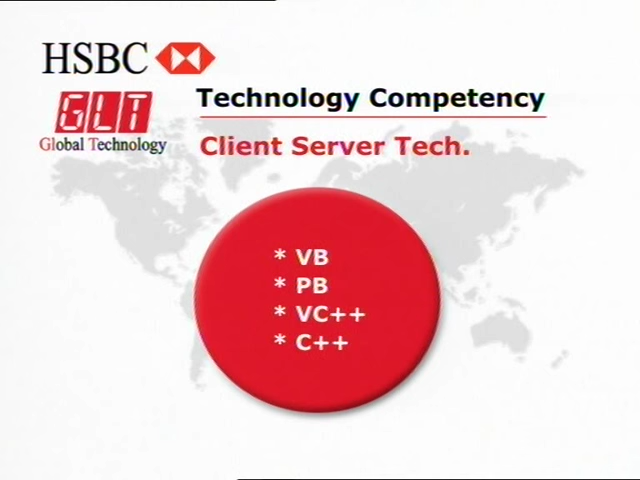 HSBC
GLT
Global Technology
Technology Competency
Client Server Tech.
* VB
* PB
* VC++
* C++